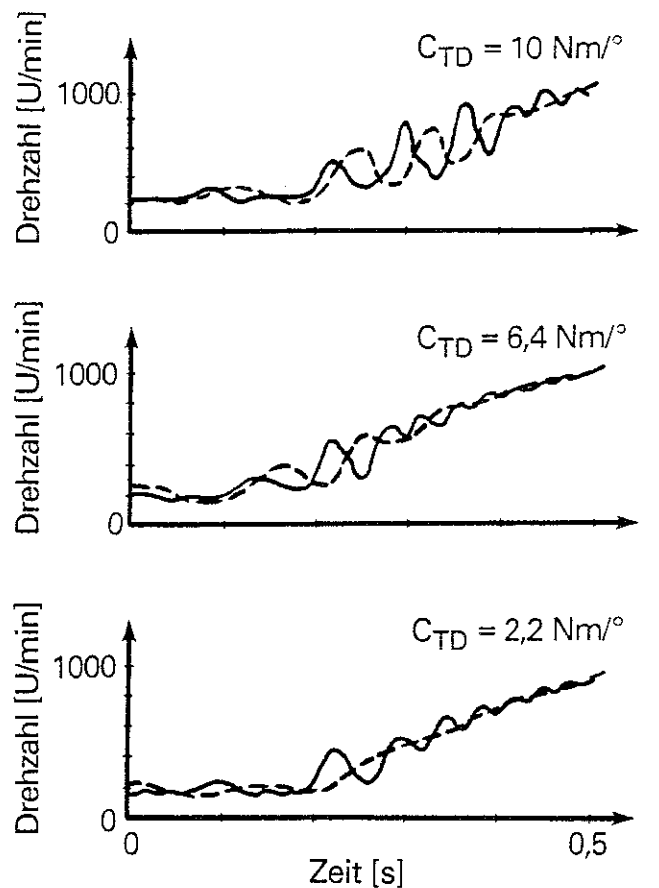 C_TD = 10 Nm/°
Drehzahl [U/min]
1000
0
C_TD = 6,4 Nm/°
Drehzahl [U/min]
1000
0
C_TD = 2,2 Nm/°
Drehzahl [U/min]
1000
0
0
0,5
Zeit [s]